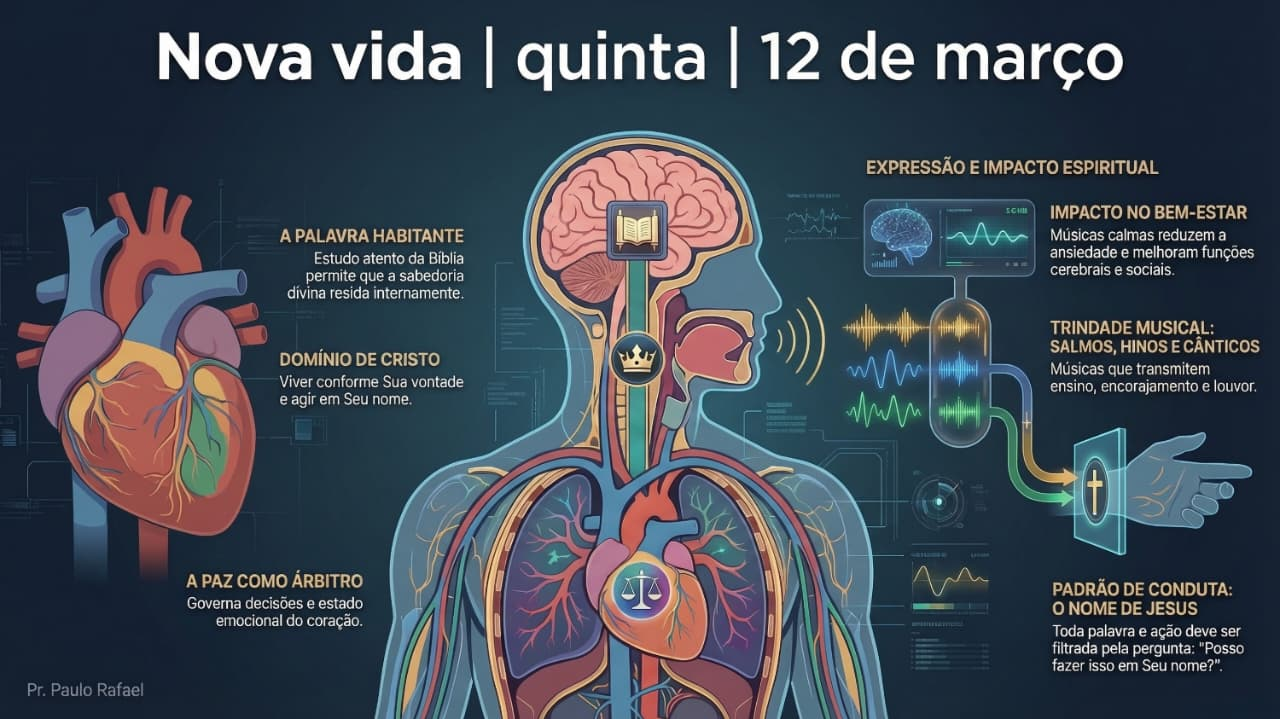 Nova vida | quinta | 12 de março
A PALAVRA HABITANTE
Estudo atento da Bíblia
permite que a sabedoria
divina resida internamente.
DOMÍNIO DE CRISTO
Viver conforme Sua vontade
e agir em Seu nome.
A PAZ COMO ÁRBITRO
Governa decisões e estado
emocional do coração.
EXPRESSÃO E IMPACTO ESPIRITUAL
IMPACTO NO BEM-ESTAR
Músicas calmas reduzem a
ansiedade e melhoram funções
cerebrais e sociais.
TRINDADE MUSICAL:
SALMOS, HINOS E CÂNTICOS
Músicas que transmitem
ensino, encorajamento e louvor.
PADRÃO DE CONDUTA:
O NOME DE JESUS
Toda palavra e ação deve ser
filtrada pela pergunta: "Posso
fazer isso em Seu nome?".
Pr. Paulo Rafael